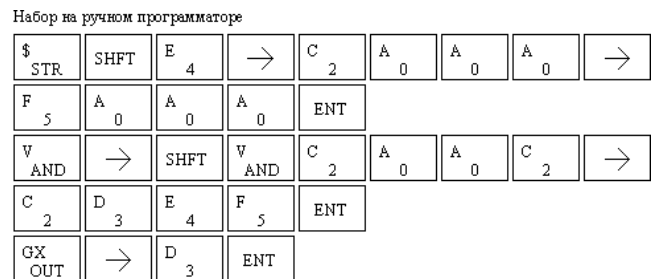 Набор на ручном программаторе
$ STR SHFT E 4 → C 2 A 0 A 0 A 0 →
F 5 A 0 A 0 A 0 ENT
V AND → SHFT V AND C 2 A 0 A 0 C 2 →
C 2 D 3 E 4 F 5 ENT
GX OUT → D 3 ENT